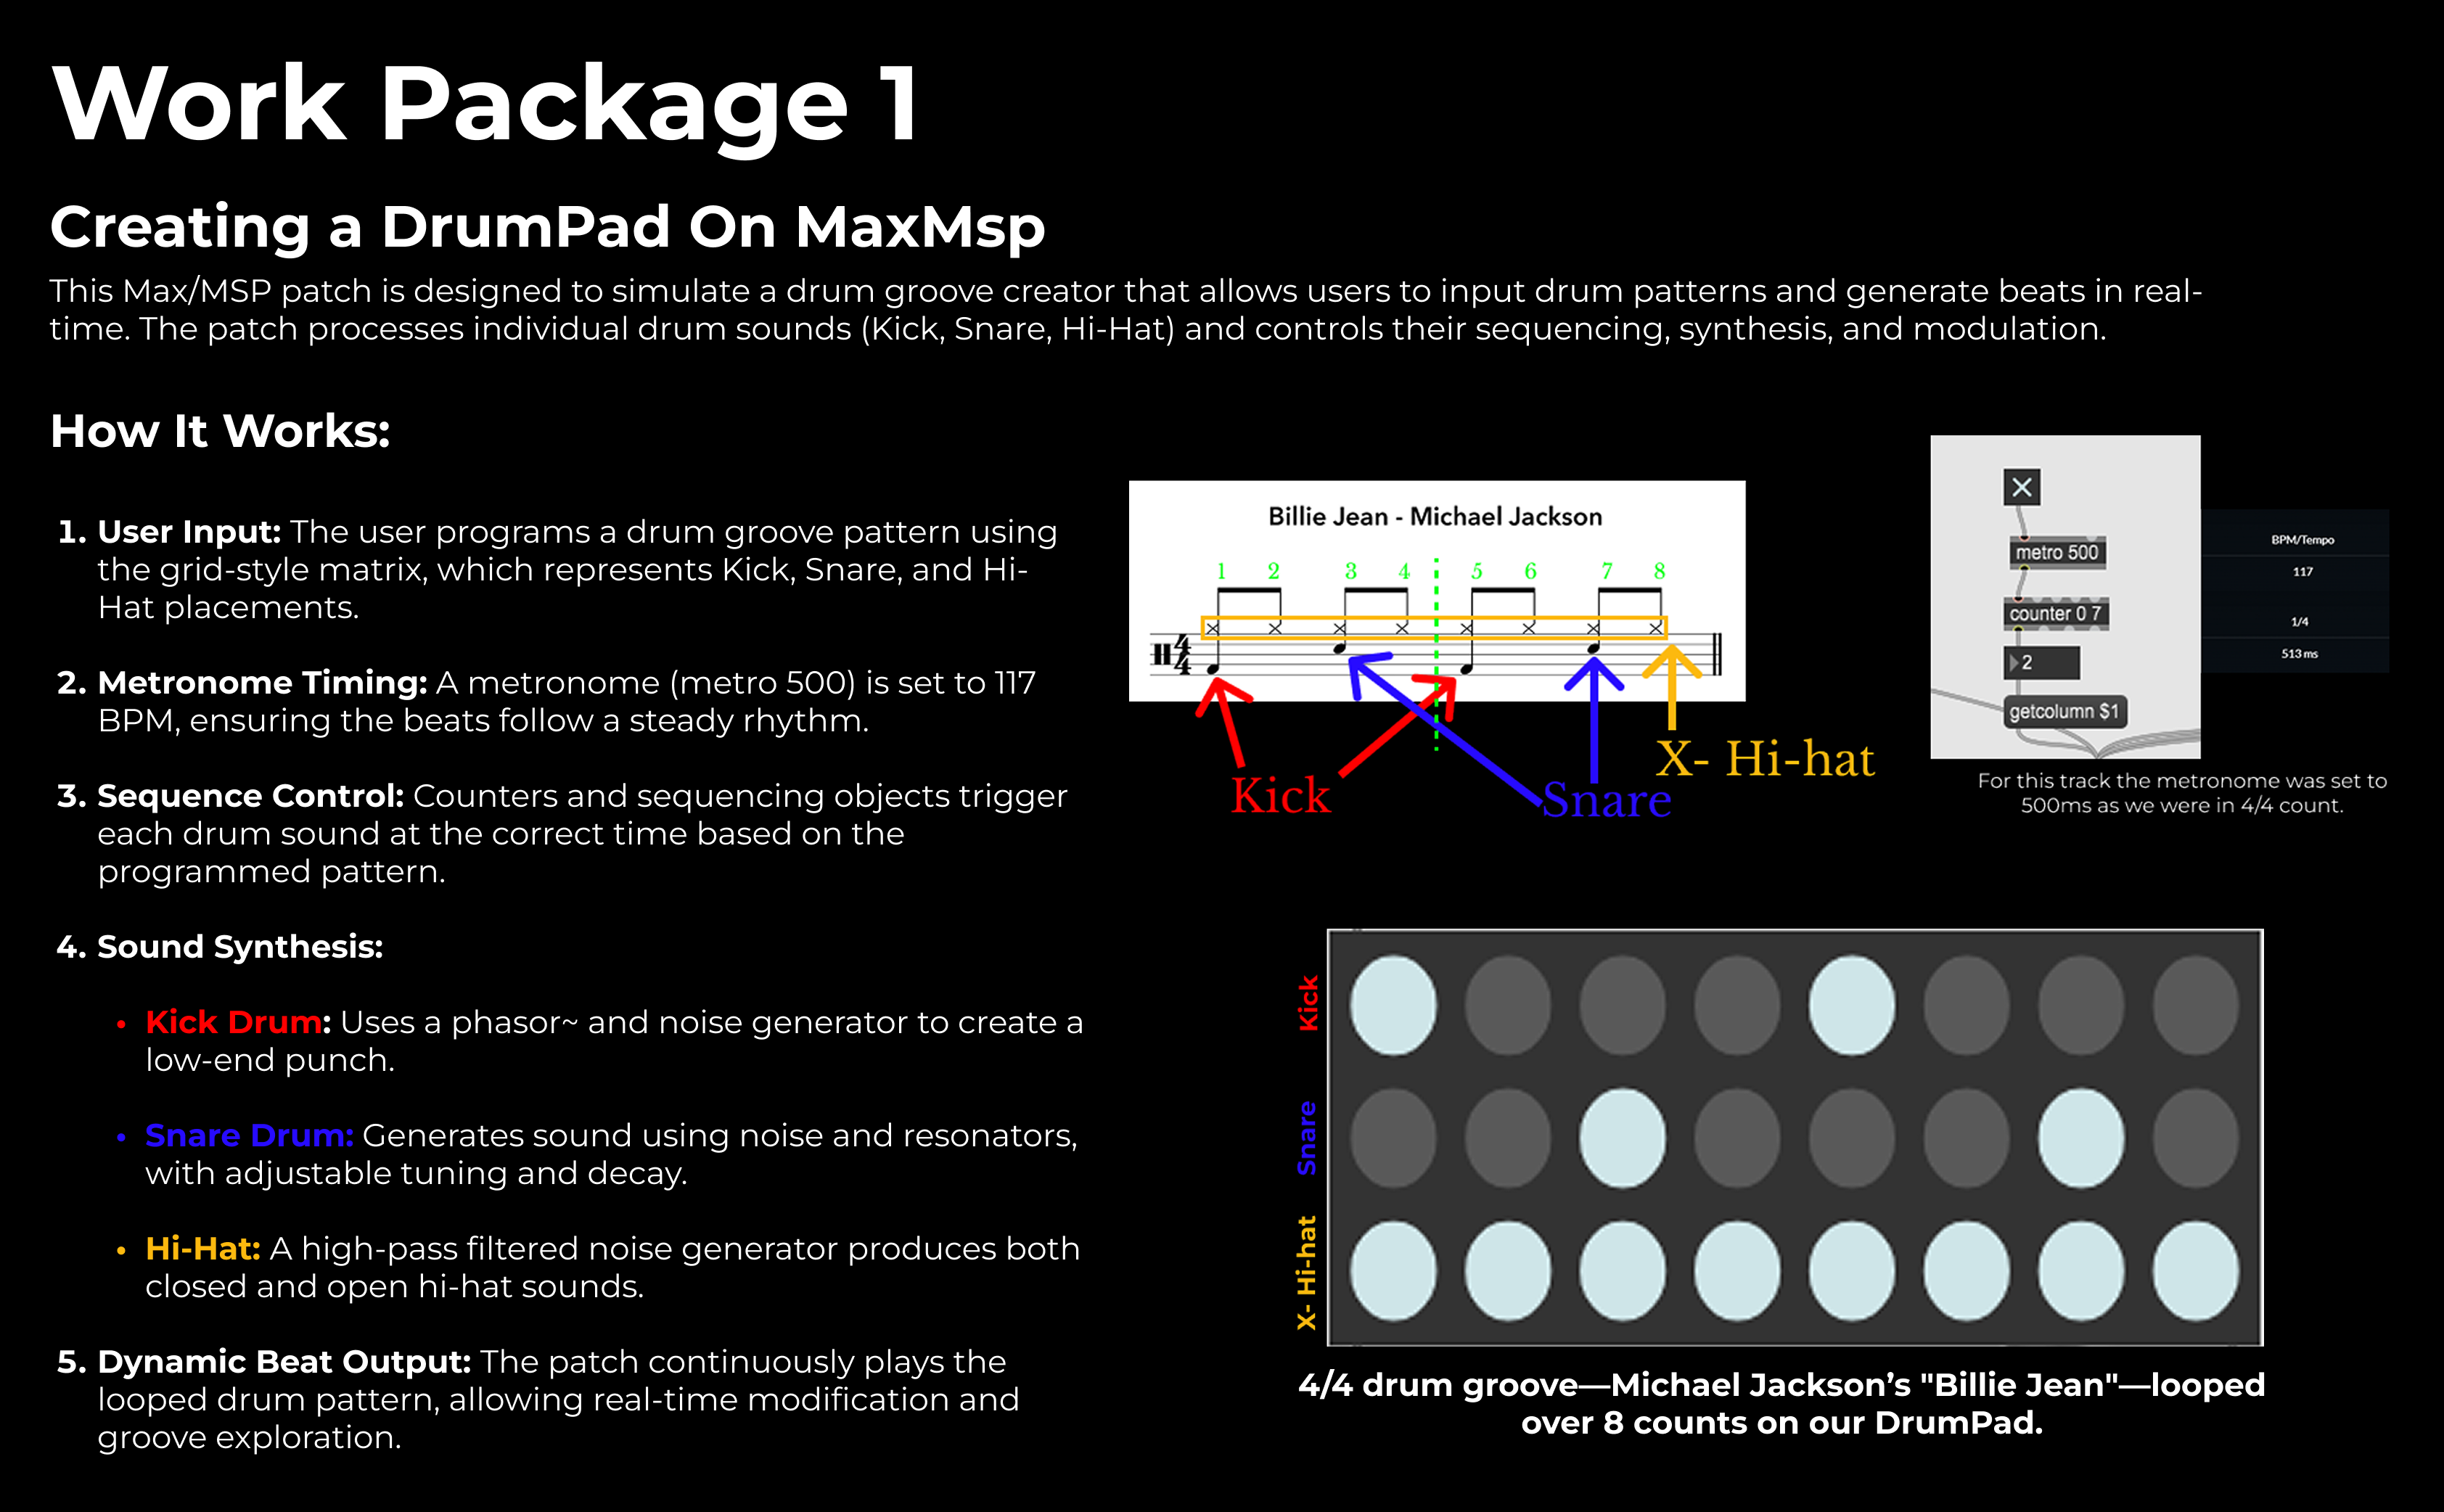 Work Package 1
Creating a DrumPad On MaxMsp
This Max/MSP patch is designed to simulate a drum groove creator that allows users to input drum patterns and generate beats in real-
time. The patch processes individual drum sounds (Kick, Snare, Hi-Hat) and controls their sequencing, synthesis, and modulation.
How It Works:
1. User Input: The user programs a drum groove pattern using
the grid-style matrix, which represents Kick, Snare, and Hi-
Hat placements.
2. Metronome Timing: A metronome (metro 500) is set to 117
BPM, ensuring the beats follow a steady rhythm.
3. Sequence Control: Counters and sequencing objects trigger
each drum sound at the correct time based on the
programmed pattern.
4. Sound Synthesis:
• Kick Drum: Uses a phasor~ and noise generator to create a
low-end punch.
• Snare Drum: Generates sound using noise and resonators,
with adjustable tuning and decay.
• Hi-Hat: A high-pass filtered noise generator produces both
closed and open hi-hat sounds.
5. Dynamic Beat Output: The patch continuously plays the
looped drum pattern, allowing real-time modification and
groove exploration.
Billie Jean - Michael Jackson
1 2 3 4 5 6 7 8
4
4
Kick
Snare
X- Hi-hat
metro 500
counter 0 7
2
getcolumn $1
BPM/Tempo
117
1/4
513 ms
For this track the metronome was set to
500ms as we were in 4/4 count.
Kick
Snare
X- Hi-hat
4/4 drum groove—Michael Jackson’s "Billie Jean"—looped
over 8 counts on our DrumPad.